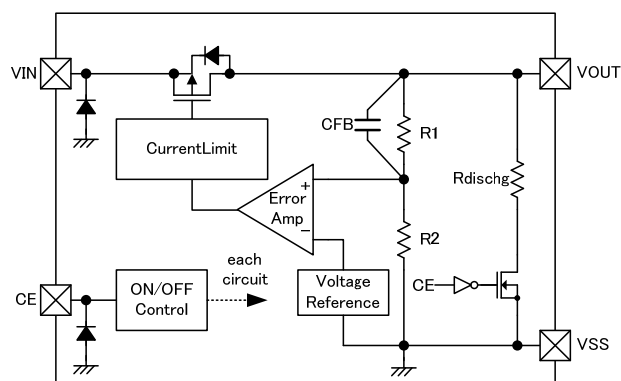 VIN
VOUT
CurrentLimit
CFB
R1
Rdischg
+
Error
Amp
−
R2
each
circuit
CE
ON/OFF
Control
Voltage
Reference
CE
VSS